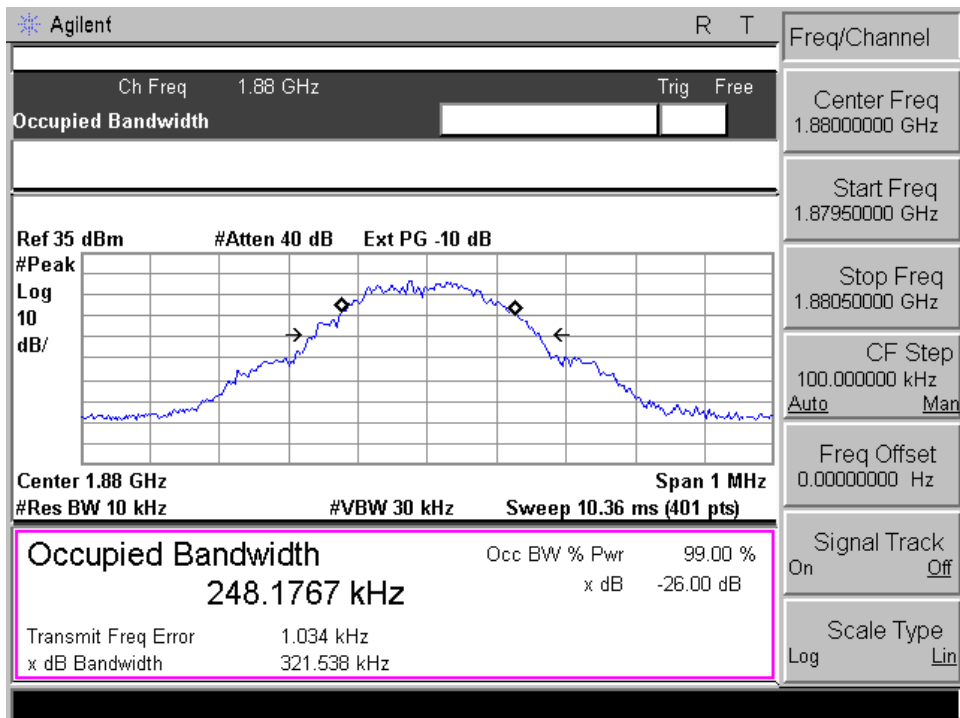 Agilent R T
Ch Freq 1.88 GHz Trig Free
Occupied Bandwidth
Ref 35 dBm #Atten 40 dB Ext PG -10 dB
#Peak
Log
10
dB/
Center 1.88 GHz Span 1 MHz
#Res BW 10 kHz #VBW 30 kHz Sweep 10.36 ms (401 pts)
Occupied Bandwidth Occ BW % Pwr 99.00 %
248.1767 kHz x dB -26.00 dB
Transmit Freq Error 1.034 kHz
x dB Bandwidth 321.538 kHz
Freq/Channel
Center Freq
1.88000000 GHz
Start Freq
1.87950000 GHz
Stop Freq
1.88050000 GHz
CF Step
100.000000 kHz
Auto Man
Freq Offset
0.00000000 Hz
Signal Track
On Off
Scale Type
Log Lin